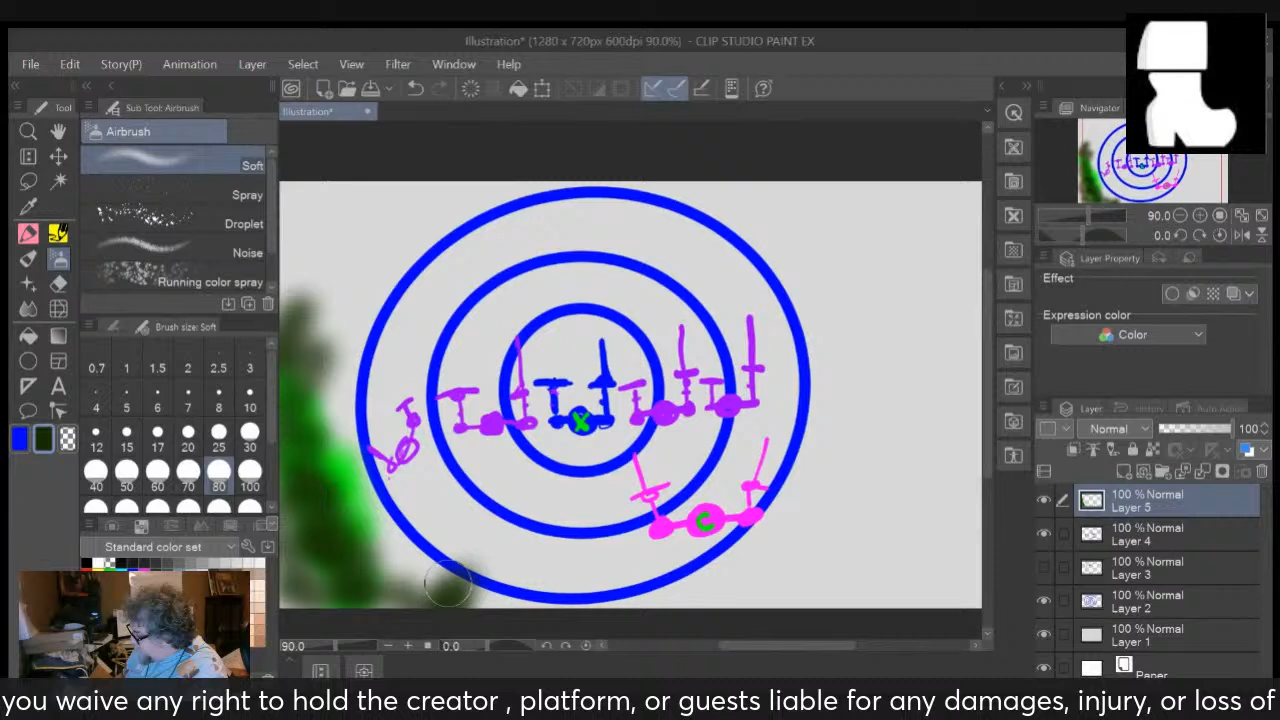 Illustration* (1280 x 720px 600dpi 90.0%) - CLIP STUDIO PAINT EX
File Edit Story(P) Animation Layer Select Filter View Window Help
Tool
Sub Tool: Airbrush
Illustration*
Navigator
Airbrush
Soft
Spray
Droplet
Noise
Running color spray
90.0
0.0
Layer Property
Effect
Expression color
Color
Brush size: Soft
0.7 1 1.5 2 2.5 3
4 5 6 7 8 10
12 15 17 20 25 30
40 50 60 70 80 100
Standard color set
X
C
Layer History Auto Action
Normal 100
100 % Normal
Layer 5
100 % Normal
Layer 4
100 % Normal
Layer 3
100 % Normal
Layer 2
100 % Normal
Layer 1
Paper
90.0 0.0
you waive any right to hold the creator , platform, or guests liable for any damages, injury, or loss of